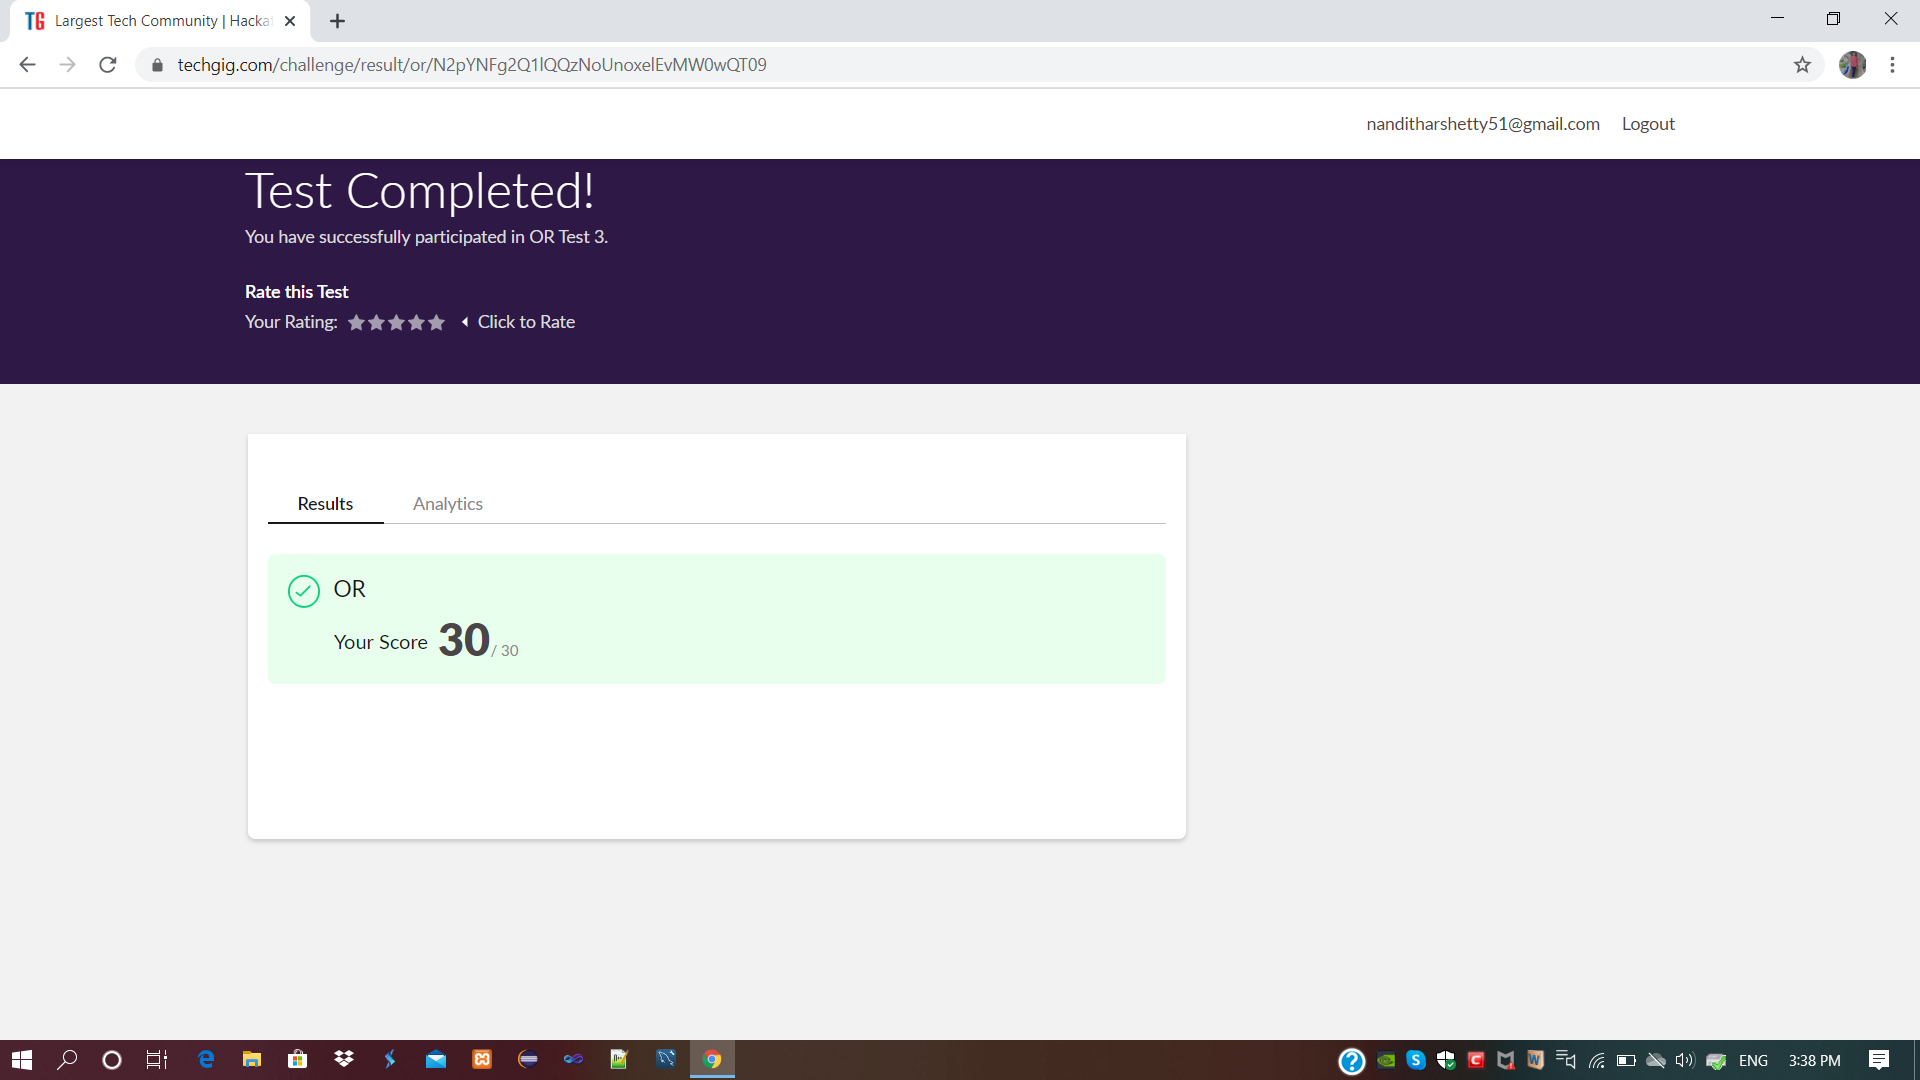 TG Largest Tech Community | Hacka
techgig.com/challenge/result/or/N2pYNFg2Q1lQQzNoUnoxelEvMW0wQT09
nanditharshetty51@gmail.com Logout
Test Completed!
You have successfully participated in OR Test 3.
Rate this Test
Your Rating: Click to Rate
Results Analytics
OR
Your Score 30 / 30
ENG 3:38 PM